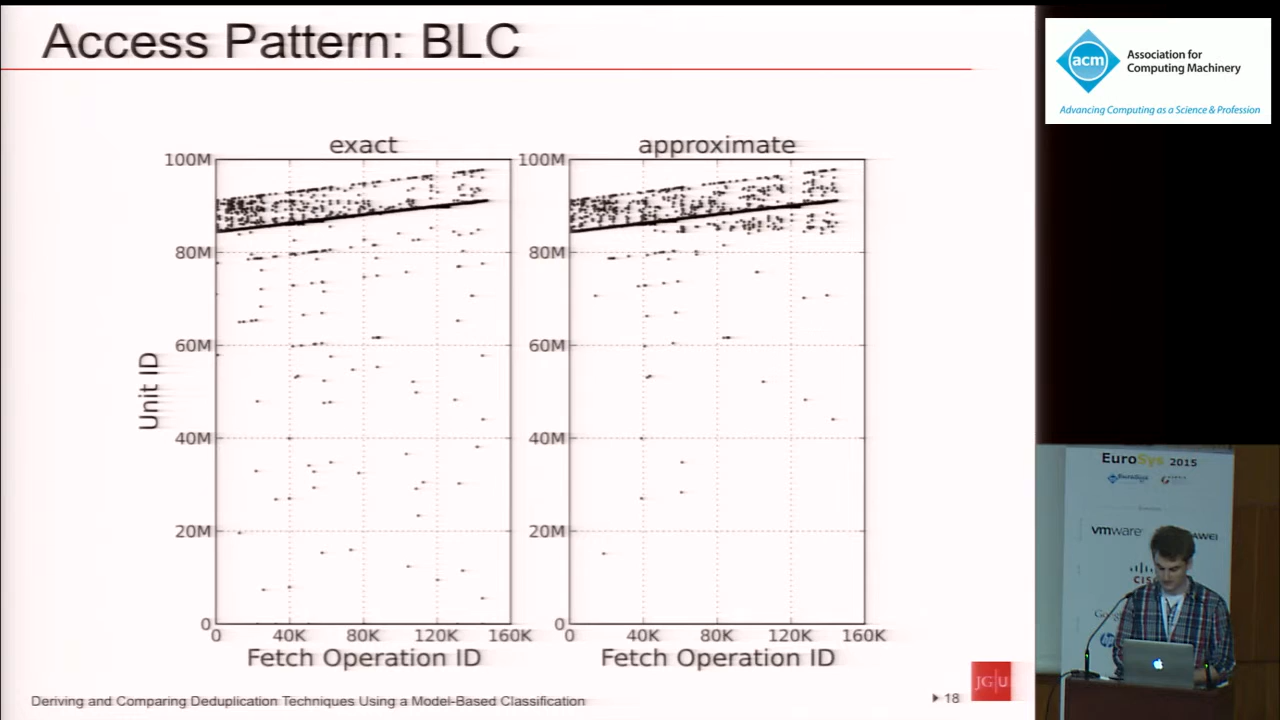 Access Pattern: BLC
acm
Association for
Computing Machinery
Advancing Computing as a Science & Profession
exact
approximate
100M
80M
60M
40M
20M
0
100M
80M
60M
40M
20M
0
Unit ID
0 40K 80K 120K 160K
0 40K 80K 120K 160K
Fetch Operation ID
Fetch Operation ID
EuroSys 2015
vmware
JG|U
Deriving and Comparing Deduplication Techniques Using a Model-Based Classification
18